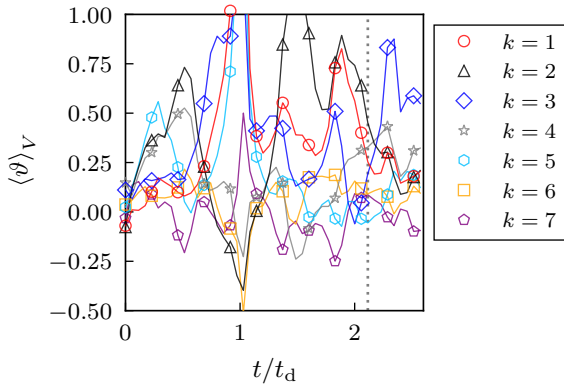 1.00
0.75
0.50
0.25
0.00
−0.25
−0.50
⟨ϑ⟩_V
0 1 2
t/t_d
k = 1
k = 2
k = 3
k = 4
k = 5
k = 6
k = 7